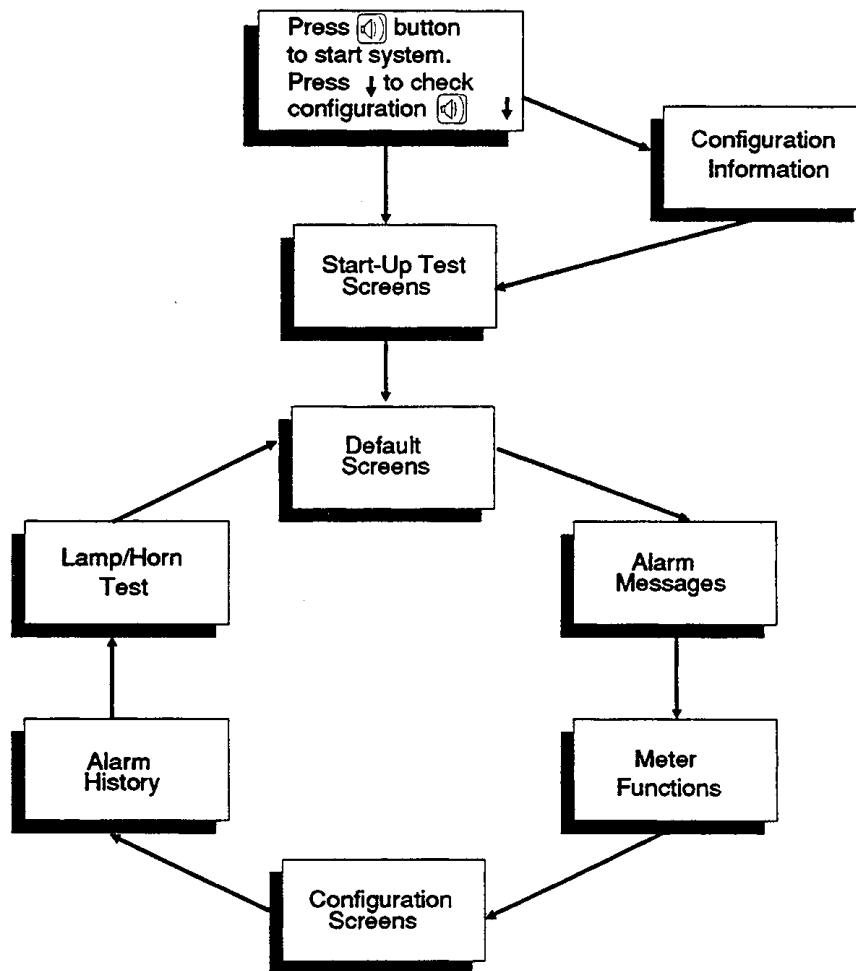 Press button
to start system.
Press ↓ to check
configuration ↓
Configuration
Information
Start-Up Test
Screens
Default
Screens
Lamp/Horn
Test
Alarm
Messages
Alarm
History
Meter
Functions
Configuration
Screens